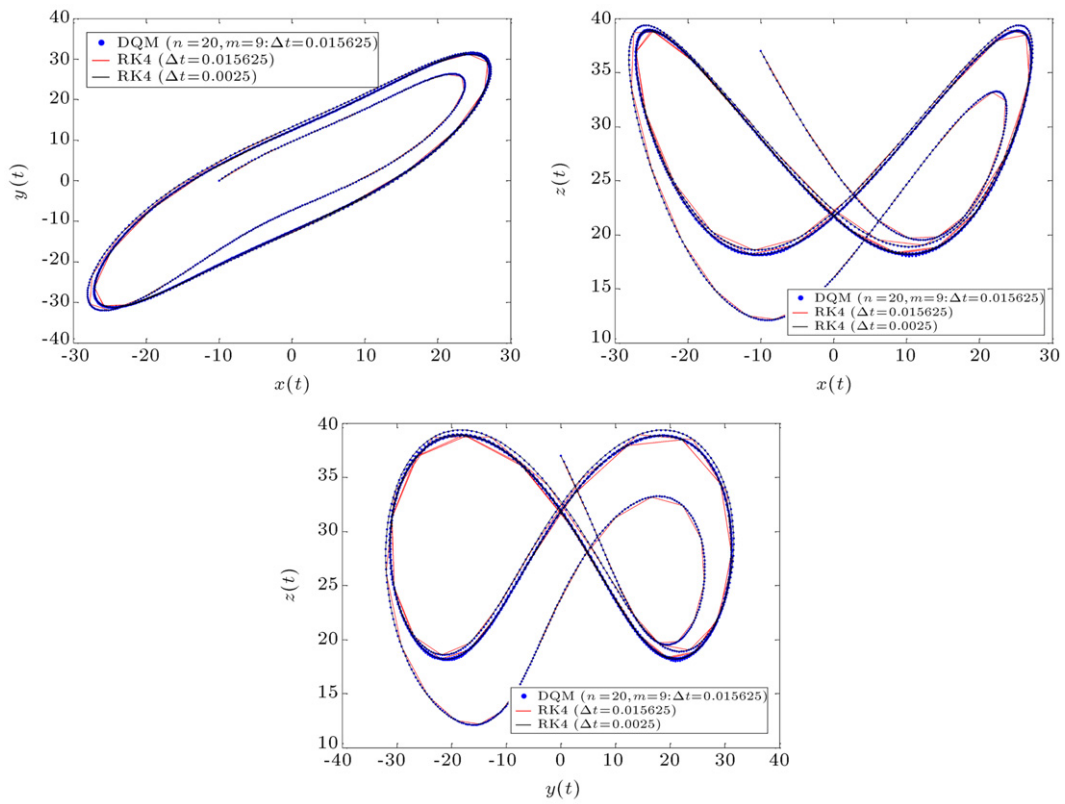 40
30
20
10
0
-10
-20
-30
-40
y(t)
DQM (n=20, m=9:Δt=0.015625)
RK4 (Δt=0.015625)
RK4 (Δt=0.0025)
-30 -20 -10 0 10 20 30
x(t)
40
35
30
25
20
15
10
z(t)
DQM (n=20, m=9:Δt=0.015625)
RK4 (Δt=0.015625)
RK4 (Δt=0.0025)
-30 -20 -10 0 10 20 30
x(t)
40
35
30
25
20
15
10
z(t)
DQM (n=20, m=9:Δt=0.015625)
RK4 (Δt=0.015625)
RK4 (Δt=0.0025)
-40 -30 -20 -10 0 10 20 30 40
y(t)